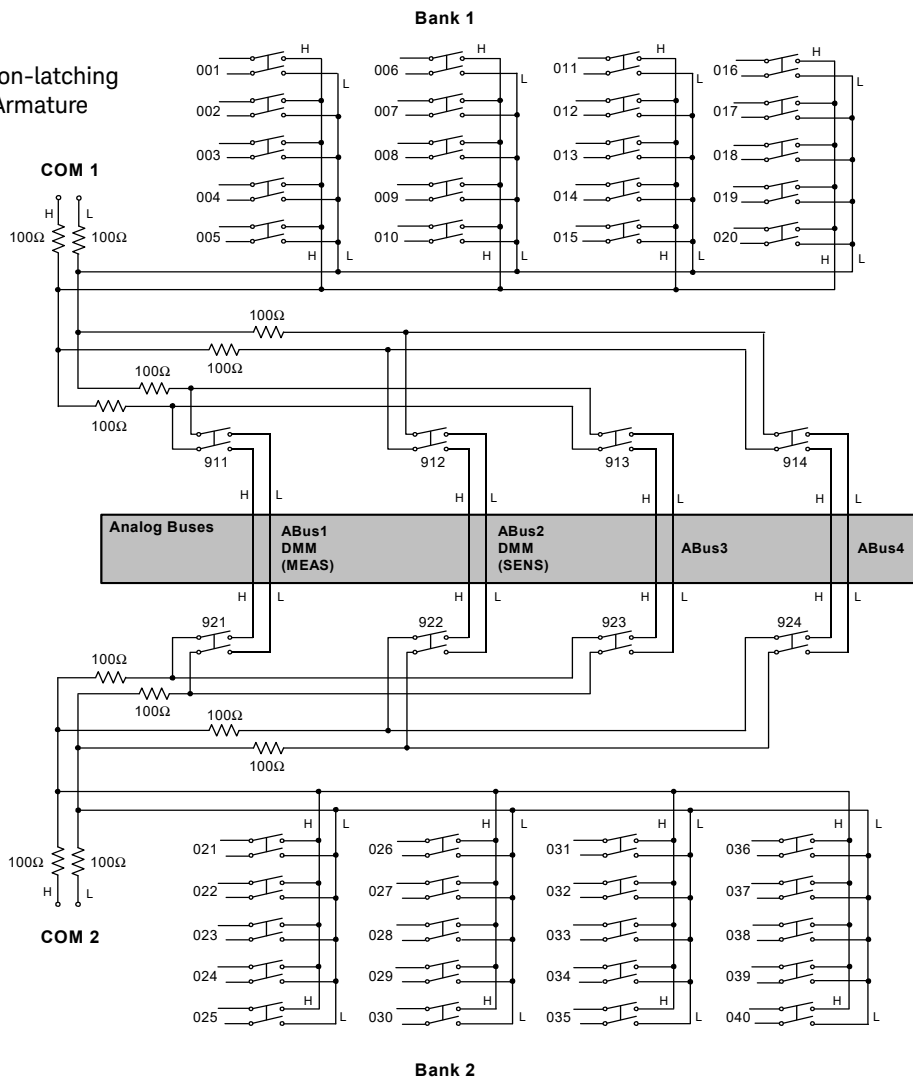 Bank 1
on-latching
Armature
H H H H
001 006 011 016
L L L L
002 007 012 017
003 008 013 018
COM 1
004 009 014 019
H L
100Ω 100Ω
005 010 015 020
H L H L H L H L
100Ω
100Ω
100Ω
100Ω
911 912 913 914
H L H L H L H L
Analog Buses
ABus1
DMM
(MEAS)
ABus2
DMM
(SENS)
ABus3
ABus4
H L H L H L H L
921 922 923 924
100Ω
100Ω
100Ω
100Ω
H L H L H L H L
021 026 031 036
100Ω 100Ω
022 027 032 037
H L
COM 2
023 028 033 038
024 029 034 039
H H H H
025 030 035 040
L L L L
Bank 2